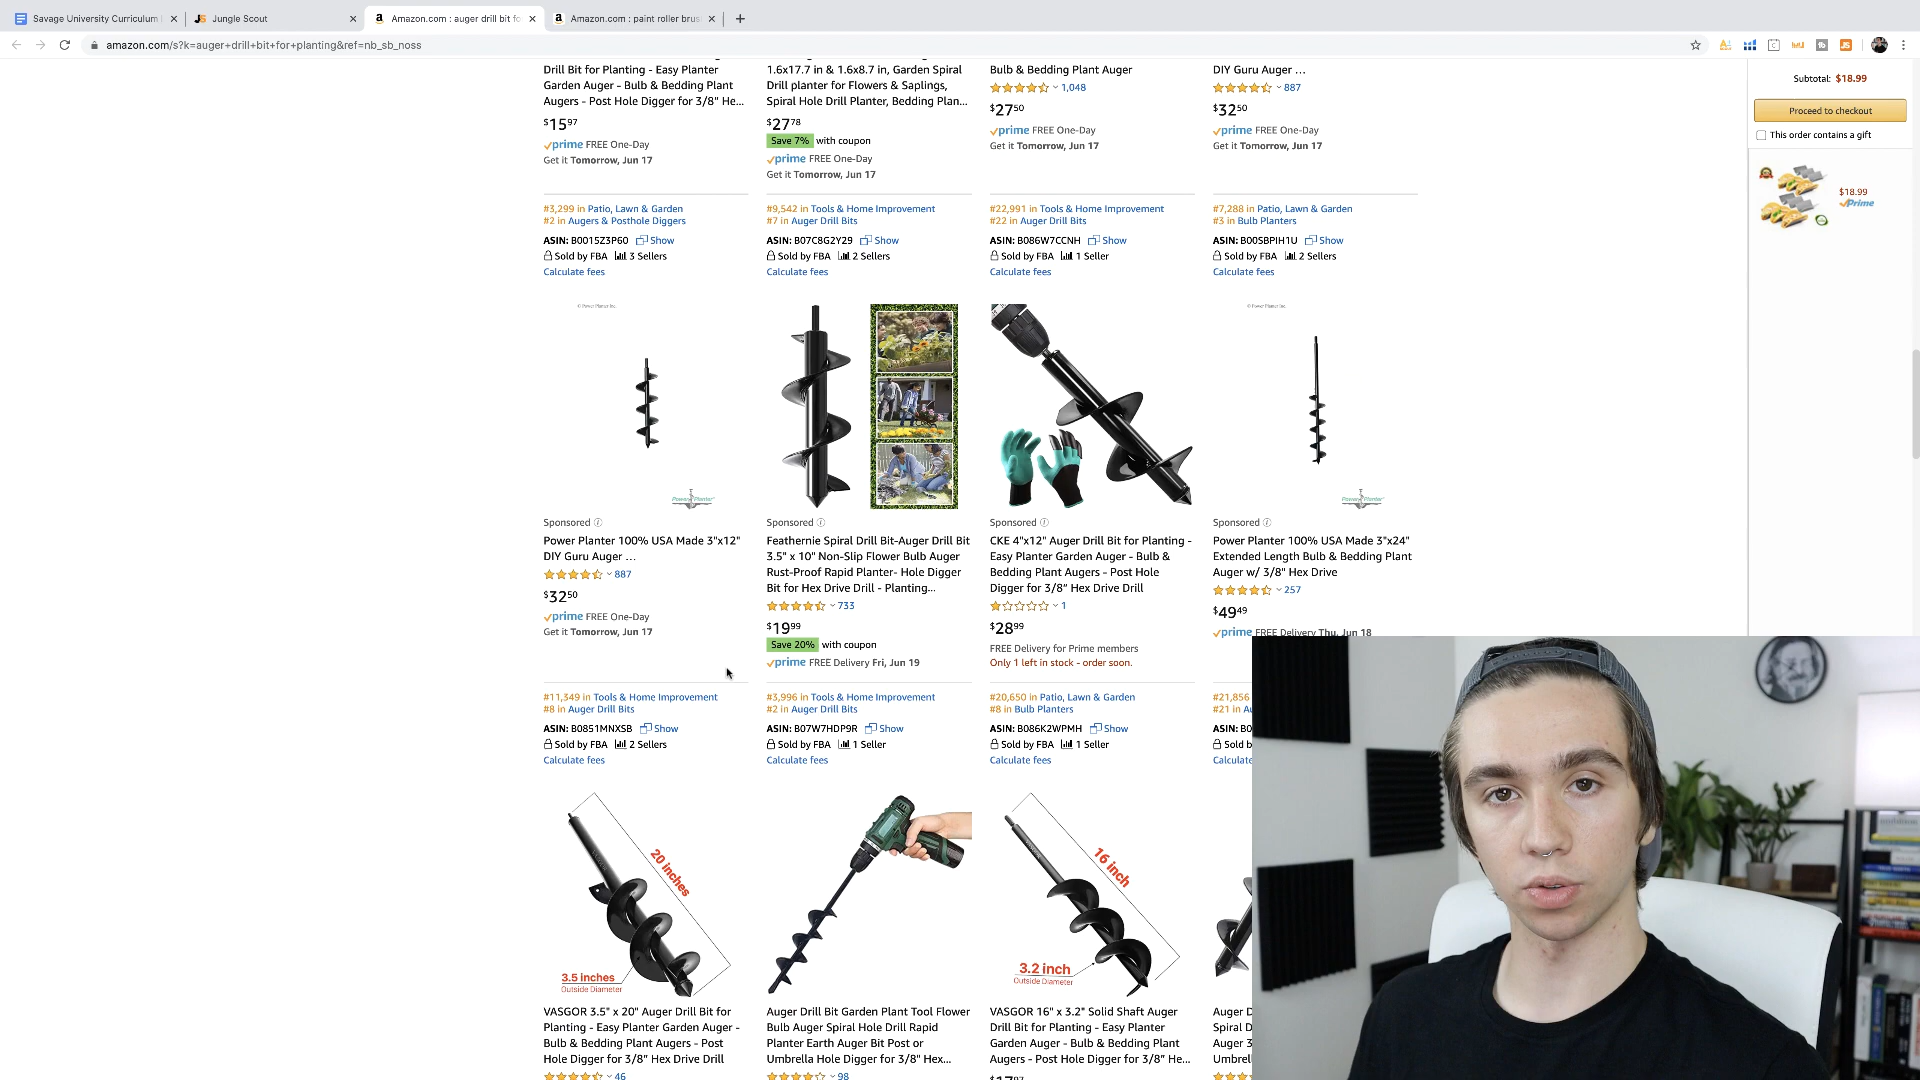 Savage University Curriculum
Jungle Scout
Amazon.com : auger drill bit fo
Amazon.com : paint roller brus
amazon.com/s?k=auger+drill+bit+for+planting&ref=nb_sb_noss
Drill Bit for Planting - Easy Planter
Garden Auger - Bulb & Bedding Plant
Augers - Post Hole Digger for 3/8" He...
$15 97
prime FREE One-Day
Get it Tomorrow, Jun 17
1.6x17.7 in & 1.6x8.7 in, Garden Spiral
Drill planter for Flowers & Saplings,
Spiral Hole Drill Planter, Bedding Plan...
$27 78
Save 7% with coupon
prime FREE One-Day
Get it Tomorrow, Jun 17
Bulb & Bedding Plant Auger
1,048
$27 50
prime FREE One-Day
Get it Tomorrow, Jun 17
DIY Guru Auger ...
887
$32 50
prime FREE One-Day
Get it Tomorrow, Jun 17
Subtotal: $18.99
Proceed to checkout
This order contains a gift
$18.99
Prime
#3,299 in Patio, Lawn & Garden
#2 in Augers & Posthole Diggers
ASIN: B0015Z3P60 Show
Sold by FBA 3 Sellers
Calculate fees
#9,542 in Tools & Home Improvement
#7 in Auger Drill Bits
ASIN: B07C8G2Y29 Show
Sold by FBA 2 Sellers
Calculate fees
#22,991 in Tools & Home Improvement
#22 in Auger Drill Bits
ASIN: B086W7CCNH Show
Sold by FBA 1 Seller
Calculate fees
#7,288 in Patio, Lawn & Garden
#3 in Bulb Planters
ASIN: B00SBPIH1U Show
Sold by FBA 2 Sellers
Calculate fees
© Power Planter Inc.
Power Planter
Sponsored
Power Planter 100% USA Made 3"x12"
DIY Guru Auger ...
887
$32 50
prime FREE One-Day
Get it Tomorrow, Jun 17
Sponsored
Feathernie Spiral Drill Bit-Auger Drill Bit
3.5" x 10" Non-Slip Flower Bulb Auger
Rust-Proof Rapid Planter- Hole Digger
Bit for Hex Drive Drill - Planting...
733
$19 99
Save 20% with coupon
prime FREE Delivery Fri, Jun 19
Sponsored
CKE 4"x12" Auger Drill Bit for Planting -
Easy Planter Garden Auger - Bulb &
Bedding Plant Augers - Post Hole
Digger for 3/8" Hex Drive Drill
1
$28 99
FREE Delivery for Prime members
Only 1 left in stock - order soon.
© Power Planter Inc.
Power Planter
Sponsored
Power Planter 100% USA Made 3"x24"
Extended Length Bulb & Bedding Plant
Auger w/ 3/8" Hex Drive
257
$49 49
prime FREE Delivery Thu, Jun 18
#11,349 in Tools & Home Improvement
#8 in Auger Drill Bits
ASIN: B0851MNXSB Show
Sold by FBA 2 Sellers
Calculate fees
#3,996 in Tools & Home Improvement
#2 in Auger Drill Bits
ASIN: B07W7HDP9R Show
Sold by FBA 1 Seller
Calculate fees
#20,650 in Patio, Lawn & Garden
#8 in Bulb Planters
ASIN: B086K2WPMH Show
Sold by FBA 1 Seller
Calculate fees
#21,856
#21 in Au
ASIN: B0
Sold by FB
Calculate
20 inches
3.5 inches
Outside Diameter
VASGOR 3.5" x 20" Auger Drill Bit for
Planting - Easy Planter Garden Auger -
Bulb & Bedding Plant Augers - Post
Hole Digger for 3/8" Hex Drive Drill
46
Auger Drill Bit Garden Plant Tool Flower
Bulb Auger Spiral Hole Drill Rapid
Planter Earth Auger Bit Post or
Umbrella Hole Digger for 3/8" Hex...
98
16 inch
3.2 inch
Outside Diameter
VASGOR 16" x 3.2" Solid Shaft Auger
Drill Bit for Planting - Easy Planter
Garden Auger - Bulb & Bedding Plant
Augers - Post Hole Digger for 3/8" He...
Auger D
Spiral D
Auger 3
Umbrel